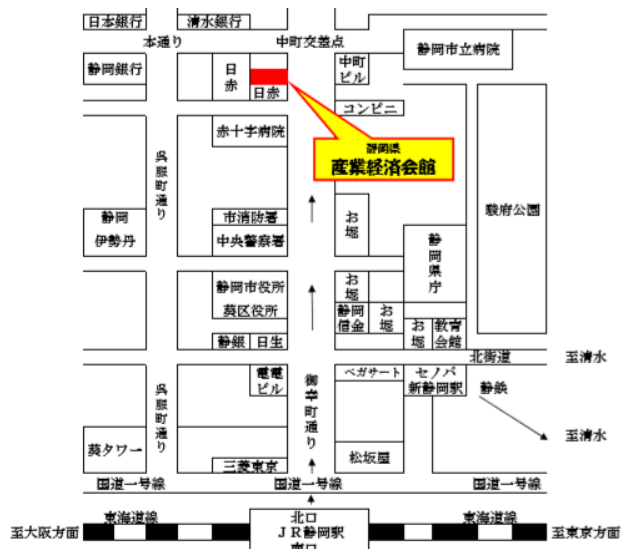 日本銀行
清水銀行
本通り
中町交差点
静岡市立病院
静岡銀行
日赤
日赤
中町
ビル
コンビニ
静岡県
産業経済会館
赤十字病院
呉服町通り
駿府公園
静岡
伊勢丹
市消防署
中央警察署
お堀
静岡県庁
静岡市役所
葵区役所
お堀
静岡
信金
お堀
お堀
教育
会館
静銀
日生
北街道
至清水
電電
ビル
御幸町通り
ペガサート
セノバ
新静岡駅
静鉄
呉服町通り
至清水
葵タワー
三菱東京
松坂屋
国道一号線
国道一号線
国道一号線
東海道線
北口
東海道線
至大阪方面
JR静岡駅
至東京方面
南口